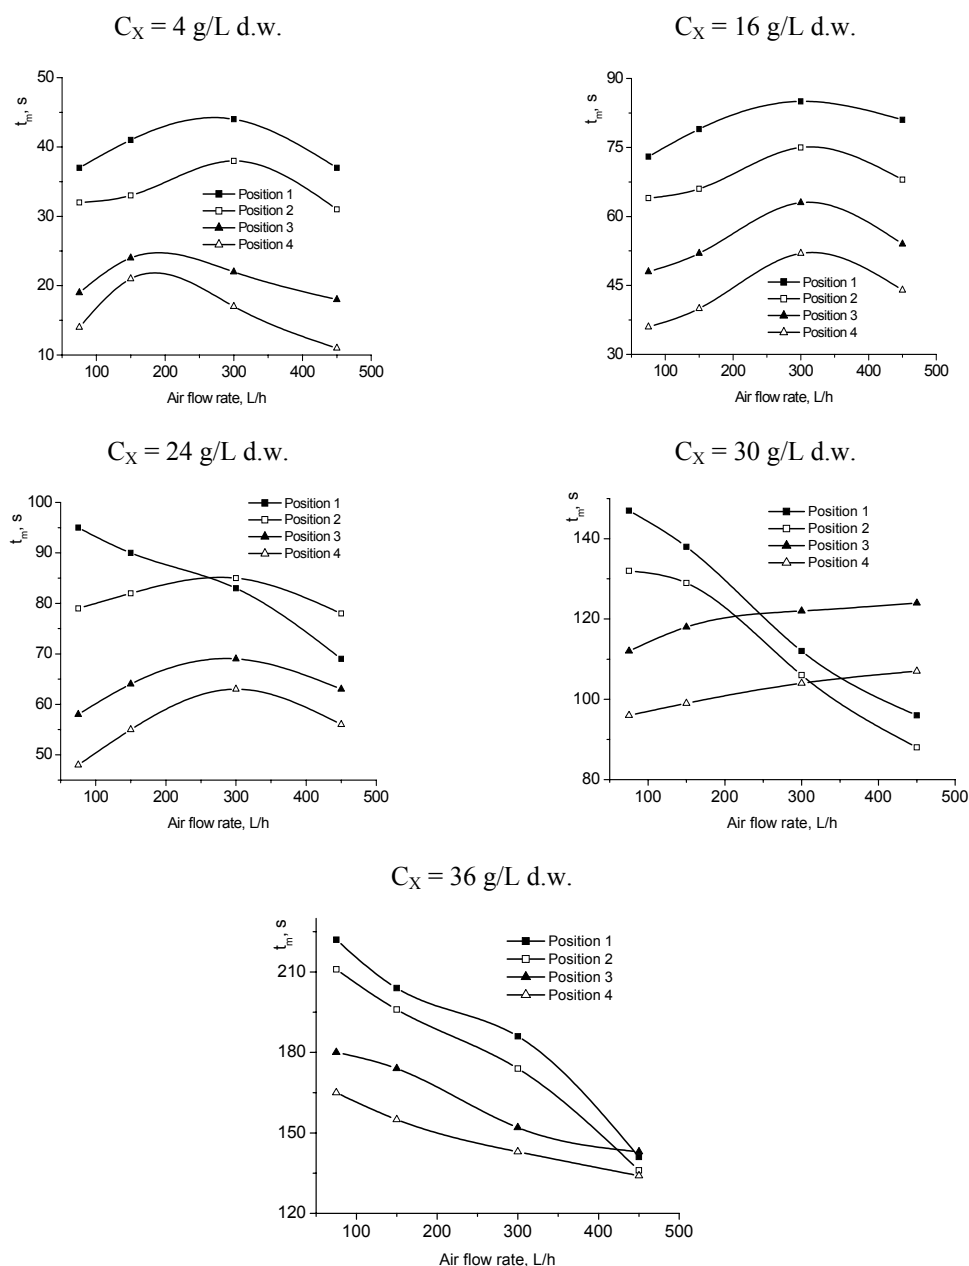 C_X = 4 g/L d.w.
C_X = 16 g/L d.w.
t_m, s
50
40
30
20
10
Position 1
Position 2
Position 3
Position 4
100 200 300 400 500
Air flow rate, L/h
t_m, s
90
75
60
45
30
Position 1
Position 2
Position 3
Position 4
100 200 300 400 500
Air flow rate, L/h
C_X = 24 g/L d.w.
C_X = 30 g/L d.w.
t_m, s
100
90
80
70
60
50
Position 1
Position 2
Position 3
Position 4
100 200 300 400 500
Air flow rate, L/h
t_m, s
140
120
100
80
Position 1
Position 2
Position 3
Position 4
100 200 300 400 500
Air flow rate, L/h
C_X = 36 g/L d.w.
t_m, s
210
180
150
120
Position 1
Position 2
Position 3
Position 4
100 200 300 400 500
Air flow rate, L/h